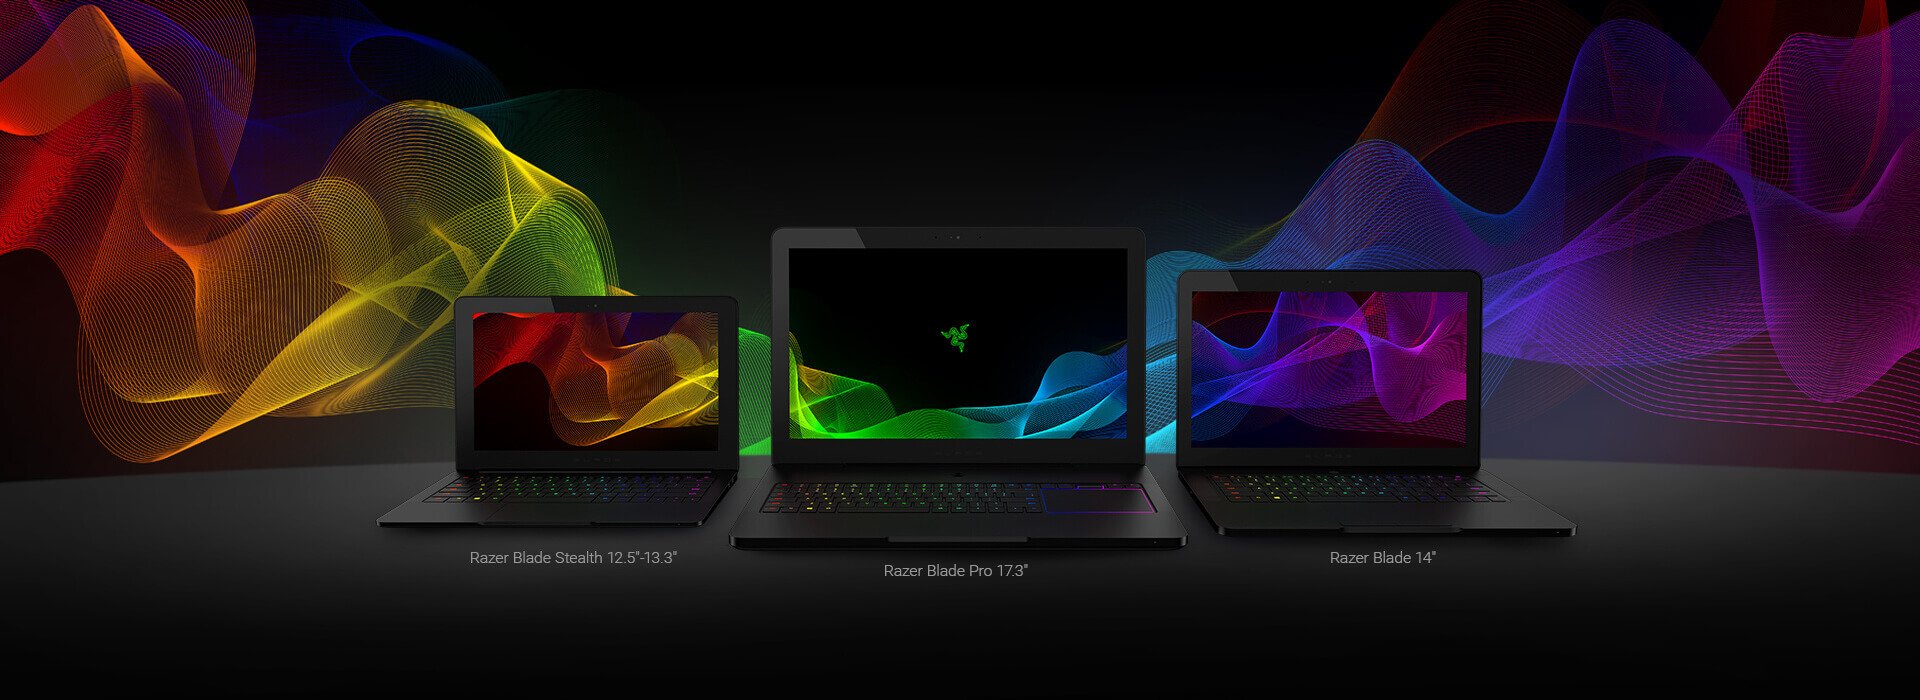 Razer Blade Stealth 12.5"-13.3"
Razer Blade Pro 17.3"
Razer Blade 14"